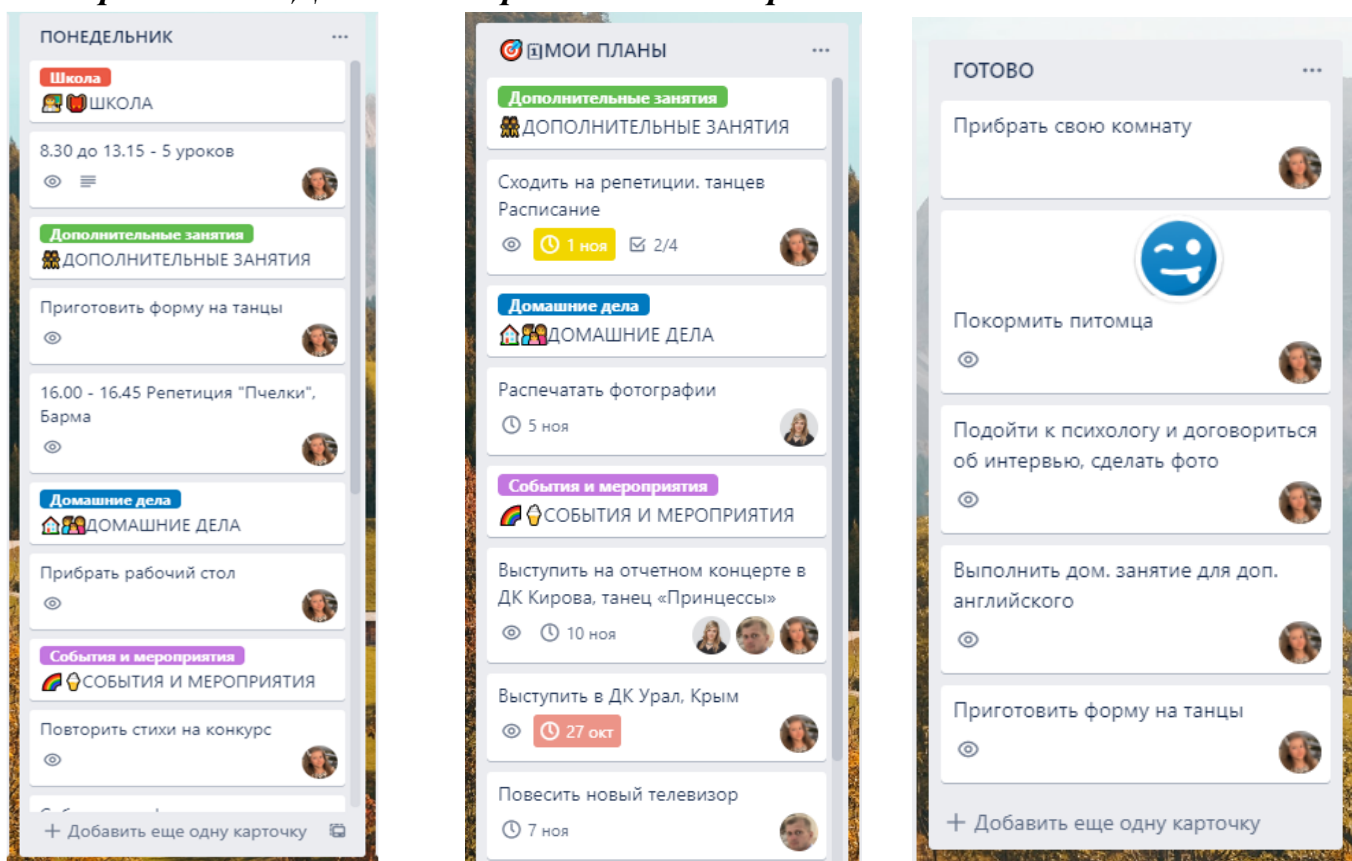 ПОНЕДЕЛЬНИК
Школа
ШКОЛА
8.30 до 13.15 - 5 уроков
Дополнительные занятия
ДОПОЛНИТЕЛЬНЫЕ ЗАНЯТИЯ
Приготовить форму на танцы
16.00 - 16.45 Репетиция "Пчелки",
Барма
Домашние дела
ДОМАШНИЕ ДЕЛА
Прибрать рабочий стол
События и мероприятия
СОБЫТИЯ И МЕРОПРИЯТИЯ
Повторить стихи на конкурс
+ Добавить еще одну карточку
МОИ ПЛАНЫ
Дополнительные занятия
ДОПОЛНИТЕЛЬНЫЕ ЗАНЯТИЯ
Сходить на репетиции. танцев
Расписание
1 ноя 2/4
Домашние дела
ДОМАШНИЕ ДЕЛА
Распечатать фотографии
5 ноя
События и мероприятия
СОБЫТИЯ И МЕРОПРИЯТИЯ
Выступить на отчетном концерте в
ДК Кирова, танец «Принцессы»
10 ноя
Выступить в ДК Урал, Крым
27 окт
Повесить новый телевизор
7 ноя
ГОТОВО
Прибрать свою комнату
Покормить питомца
Подойти к психологу и договориться
об интервью, сделать фото
Выполнить дом. занятие для доп.
английского
Приготовить форму на танцы
+ Добавить еще одну карточку